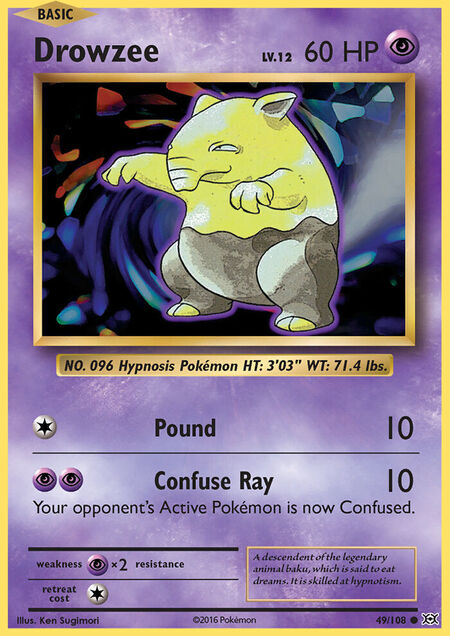 BASIC
Drowzee LV.12 60 HP
NO. 096 Hypnosis Pokémon HT: 3'03" WT: 71.4 lbs.
Pound 10
Confuse Ray 10
Your opponent's Active Pokémon is now Confused.
weakness ×2 resistance
retreat
cost
A descendent of the legendary
animal baku, which is said to eat
dreams. It is skilled at hypnotism.
Illus. Ken Sugimori ©2016 Pokémon 49/108